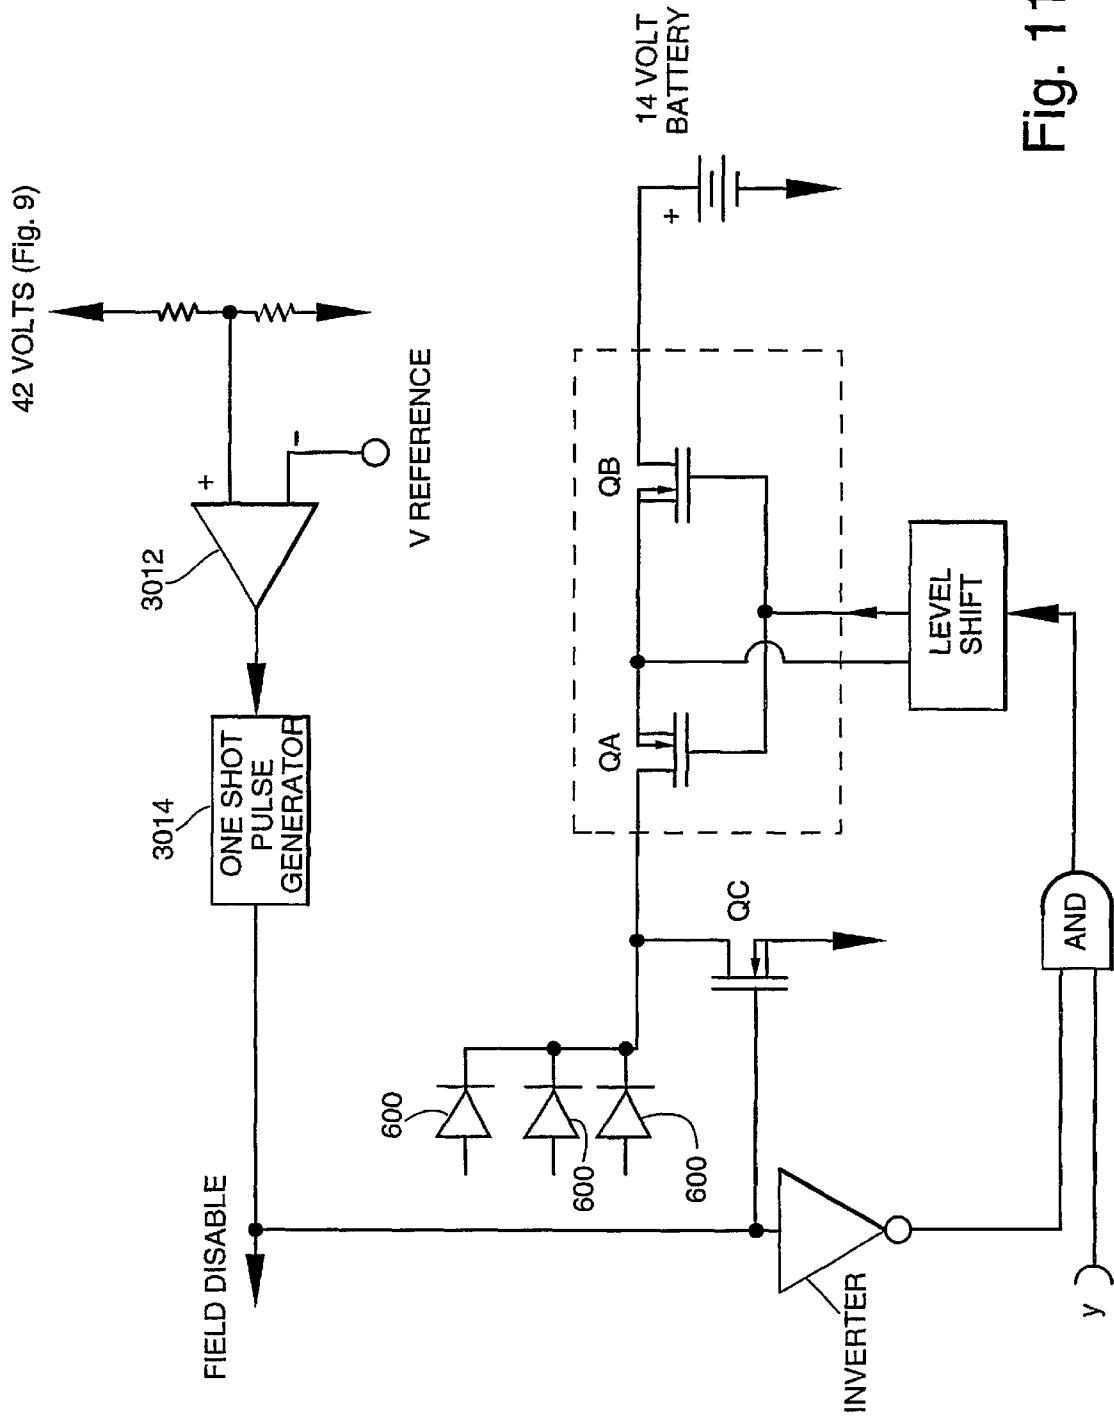 FIELD DISABLE
3014
ONE SHOT
PULSE
GENERATOR
3012
+
-
V REFERENCE
42 VOLTS (Fig. 9)
600
600
600
QC
QA
QB
14 VOLT
BATTERY
+
LEVEL
SHIFT
INVERTER
AND
y
Fig. 11